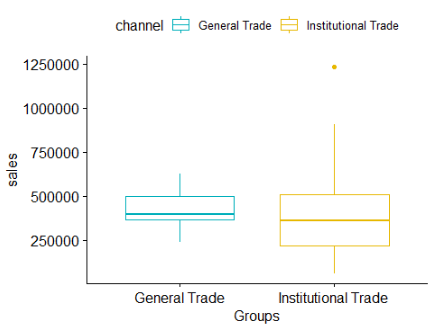 channel General Trade Institutional Trade
1250000
1000000
750000
500000
250000
sales
General Trade Institutional Trade
Groups